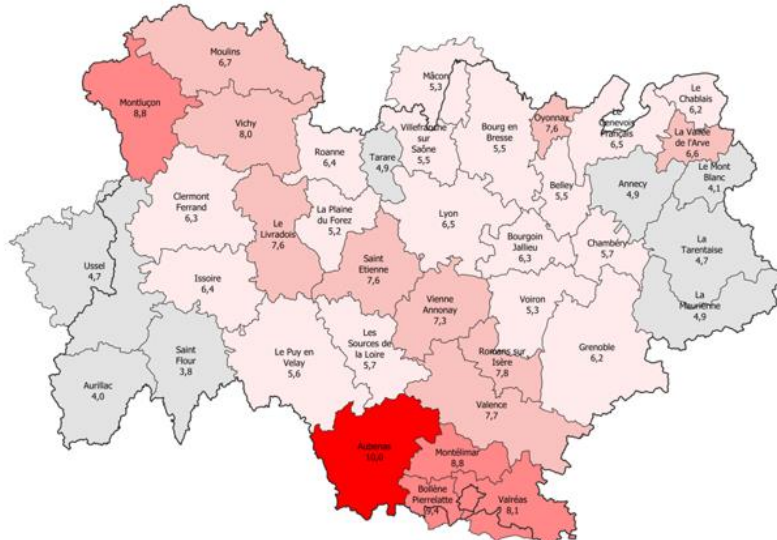 Moulins
6,7
Mâcon
5,3
Montluçon
8,8
Le
Chablais
6,2
Vichy
8,0
Oyonnax
7,6
Genevois
Français
6,5
La Vallée
de l'Arve
6,6
Villefranche
sur
Saône
5,5
Bourg en
Bresse
5,5
Roanne
6,4
Tarare
4,9
Le Mont
Blanc
4,1
Annecy
4,9
Clermont
Ferrand
6,3
Belley
5,5
Le
Livradois
7,6
La Plaine
du Forez
5,2
Lyon
6,5
Bourgoin
Jallieu
6,3
Chambéry
5,7
La
Tarentaise
4,7
Ussel
4,7
Saint
Etienne
7,6
Issoire
6,4
Vienne
Annonay
7,3
Voiron
5,3
La
Maurienne
4,9
Les
Sources de
la Loire
5,7
Saint
Flour
3,8
Le Puy en
Velay
5,6
Romans sur
Isère
7,8
Grenoble
6,2
Aurillac
4,0
Valence
7,7
Aubenas
10,0
Montélimar
8,8
Bollène
Pierrelatte
9,4
Valréas
8,1